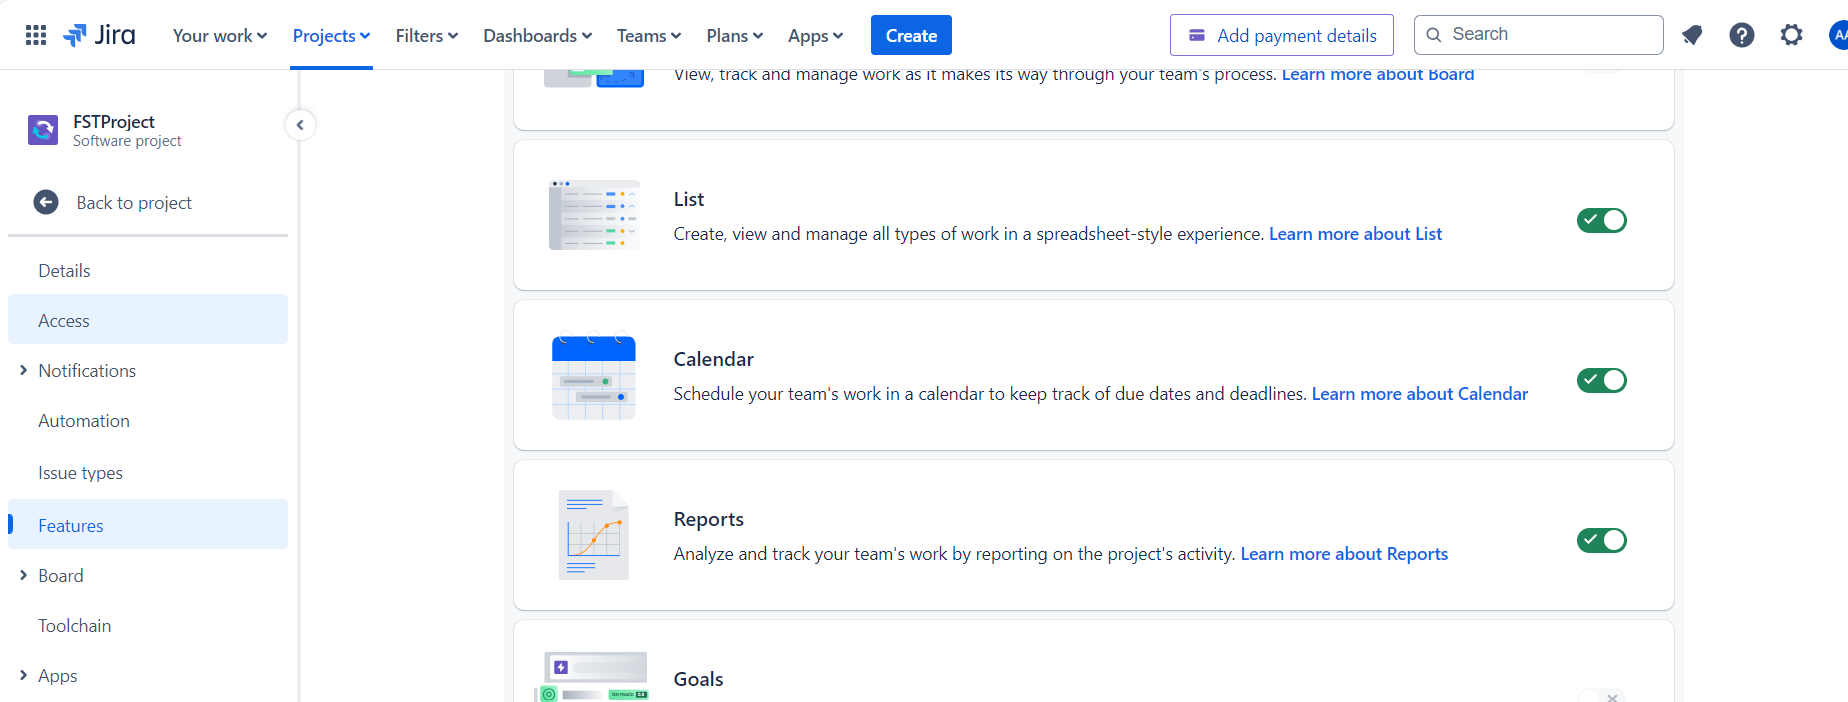 Jira
Your work
Projects
Filters
Dashboards
Teams
Plans
Apps
Create
Add payment details
Search
AA
FSTProject
Software project
Back to project
Details
Access
Notifications
Automation
Issue types
Features
Board
Toolchain
Apps
View, track and manage work as it makes its way through your team's process. Learn more about Board
List
Create, view and manage all types of work in a spreadsheet-style experience. Learn more about List
Calendar
Schedule your team's work in a calendar to keep track of due dates and deadlines. Learn more about Calendar
Reports
Analyze and track your team's work by reporting on the project's activity. Learn more about Reports
Goals
ON TRACK